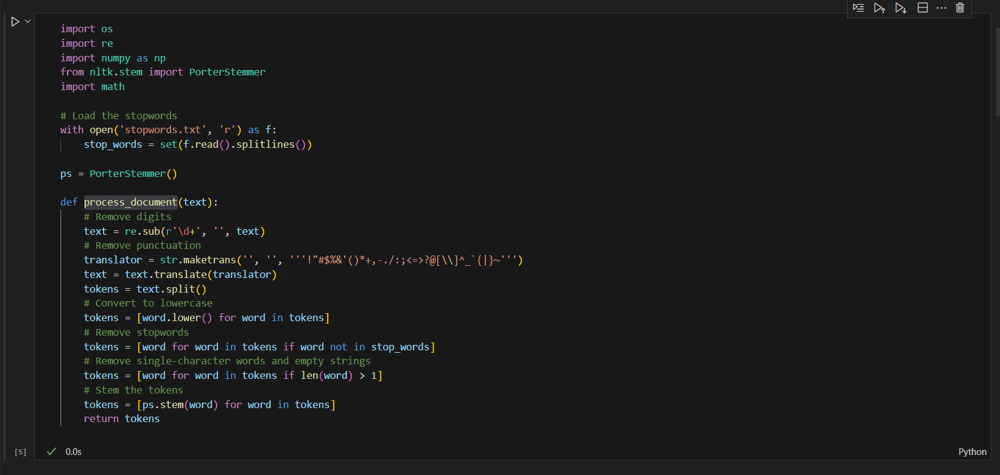 import os
import re
import numpy as np
from nltk.stem import PorterStemmer
import math

# Load the stopwords
with open('stopwords.txt', 'r') as f:
    stop_words = set(f.read().splitlines())

ps = PorterStemmer()

def process_document(text):
    # Remove digits
    text = re.sub(r'\d+', '', text)
    # Remove punctuation
    translator = str.maketrans('', '', '''!"#$%&'()*+,-./:;<=>?@[\\]^_`{|}~''')
    text = text.translate(translator)
    tokens = text.split()
    # Convert to lowercase
    tokens = [word.lower() for word in tokens]
    # Remove stopwords
    tokens = [word for word in tokens if word not in stop_words]
    # Remove single-character words and empty strings
    tokens = [word for word in tokens if len(word) > 1]
    # Stem the tokens
    tokens = [ps.stem(word) for word in tokens]
    return tokens
[5] 0.0s Python